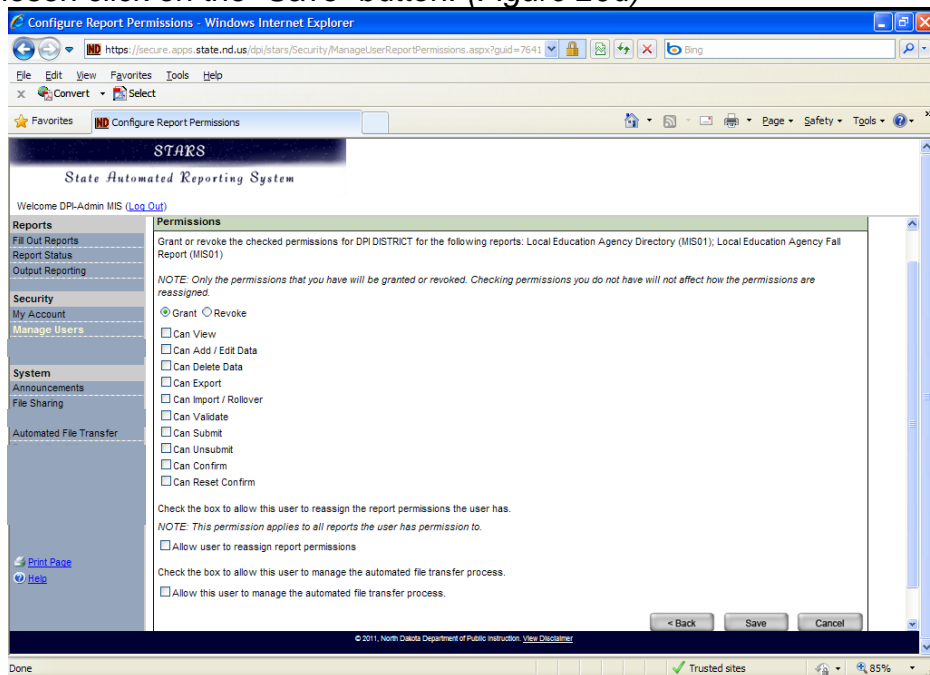 click on the "Save" button. (Figure
Configure Report Permissions - Windows Internet Explorer
https://secure.apps.state.nd.us/dpi/stars/Security/ManageUserReportPermissions.aspx?guid=7641
Bing
File Edit View Favorites Tools Help
x Convert Select
Favorites
Configure Report Permissions
Page Safety Tools
STARS
State Automated Reporting System
Welcome DPI-Admin MIS (Log Out)
Reports
Fill Out Reports
Report Status
Output Reporting
Security
My Account
Manage Users
System
Announcements
File Sharing
Automated File Transfer
Print Page
Help
Permissions
Grant or revoke the checked permissions for DPI DISTRICT for the following reports: Local Education Agency Directory (MIS01); Local Education Agency Fall
Report (MIS01)
NOTE: Only the permissions that you have will be granted or revoked. Checking permissions you do not have will not affect how the permissions are
reassigned.
Grant Revoke
Can View
Can Add / Edit Data
Can Delete Data
Can Export
Can Import / Rollover
Can Validate
Can Submit
Can Unsubmit
Can Confirm
Can Reset Confirm
Check the box to allow this user to reassign the report permissions the user has.
NOTE: This permission applies to all reports the user has permission to.
Allow user to reassign report permissions
Check the box to allow this user to manage the automated file transfer process.
Allow this user to manage the automated file transfer process.
< Back Save Cancel
© 2011, North Dakota Department of Public Instruction. View Disclaimer
Done
Trusted sites
85%